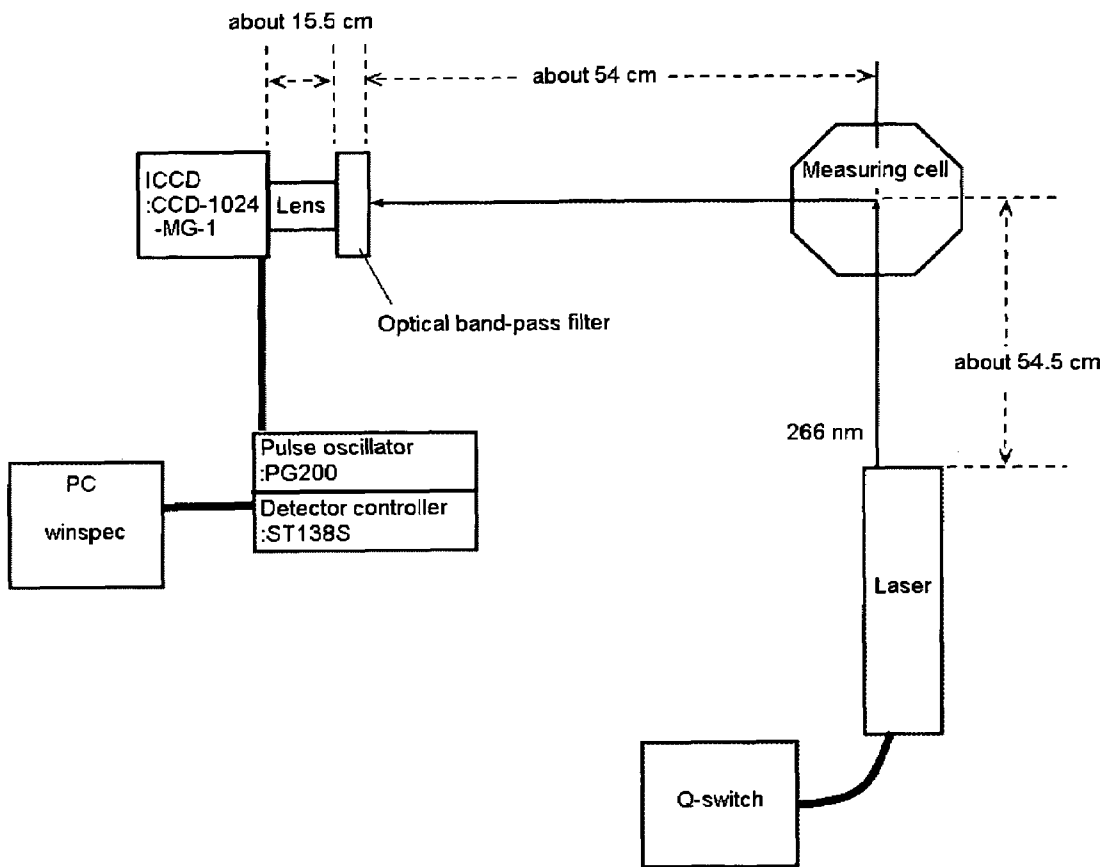 about 15.5 cm
about 54 cm
ICCD
:CCD-1024
-MG-1
Lens
Measuring cell
Optical band-pass filter
about 54.5 cm
266 nm
Pulse oscillator
:PG200
Detector controller
:ST138S
PC
winspec
Laser
Q-switch